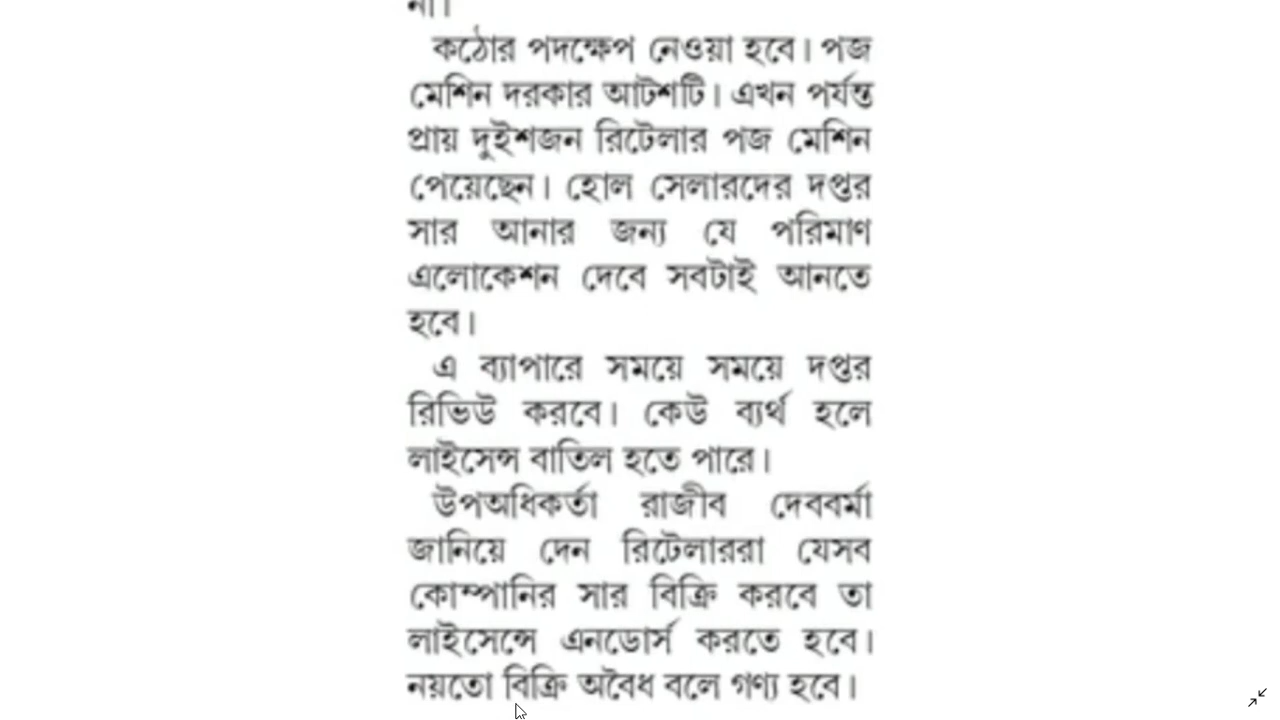 না।
কঠোর পদক্ষেপ নেওয়া হবে। পজ
মেশিন দরকার আটশটি। এখন পর্যন্ত
প্রায় দুইশজন রিটেলার পজ মেশিন
পেয়েছেন। হোল সেলারদের দপ্তর
সার আনার জন্য যে পরিমাণ
এলোকেশন দেবে সবটাই আনতে
হবে।
এ ব্যাপারে সময়ে সময়ে দপ্তর
রিভিউ করবে। কেউ ব্যর্থ হলে
লাইসেন্স বাতিল হতে পারে।
উপঅধিকর্তা রাজীব দেববর্মা
জানিয়ে দেন রিটেলাররা যেসব
কোম্পানির সার বিক্রি করবে তা
লাইসেন্সে এনডোর্স করতে হবে।
নয়তো বিক্রি অবৈধ বলে গণ্য হবে।